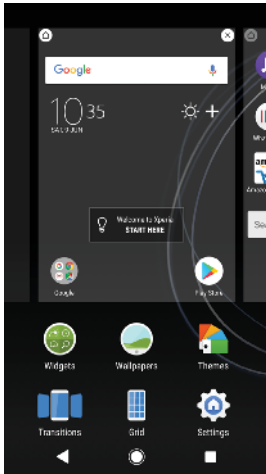 Google
10 35
SAT, 9 JUN
Welcome to Xperia
START HERE
Google
Play Store
Widgets
Wallpapers
Themes
Transitions
Grid
Settings